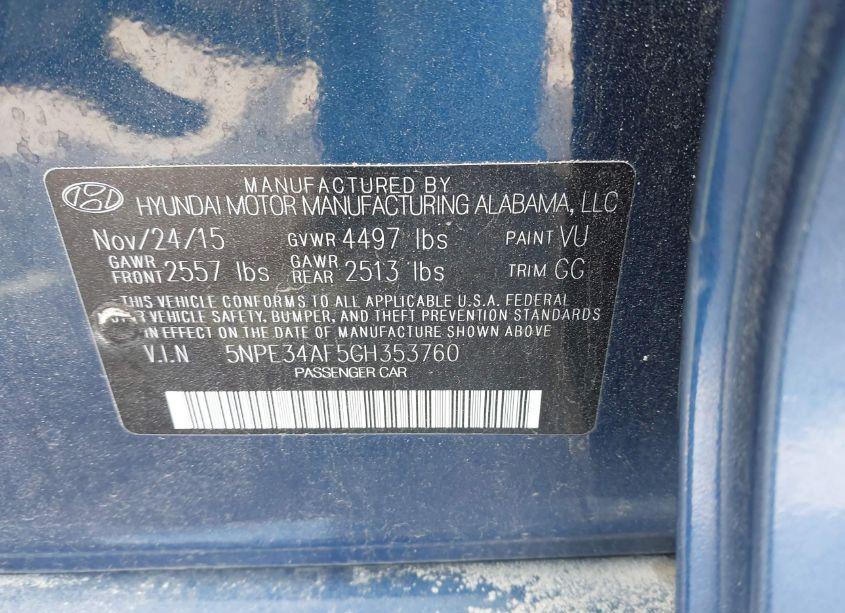 MANUFACTURED BY
HYUNDAI MOTOR MANUFACTURING ALABAMA, LLC
Nov/24/15 GVWR 4497 lbs PAINT VU
GAWR FRONT 2557 lbs GAWR REAR 2513 lbs TRIM GG
THIS VEHICLE CONFORMS TO ALL APPLICABLE U.S.A. FEDERAL
VEHICLE SAFETY, BUMPER, AND THEFT PREVENTION STANDARDS
IN EFFECT ON THE DATE OF MANUFACTURE SHOWN ABOVE
V.I.N 5NPE34AF5GH353760
PASSENGER CAR